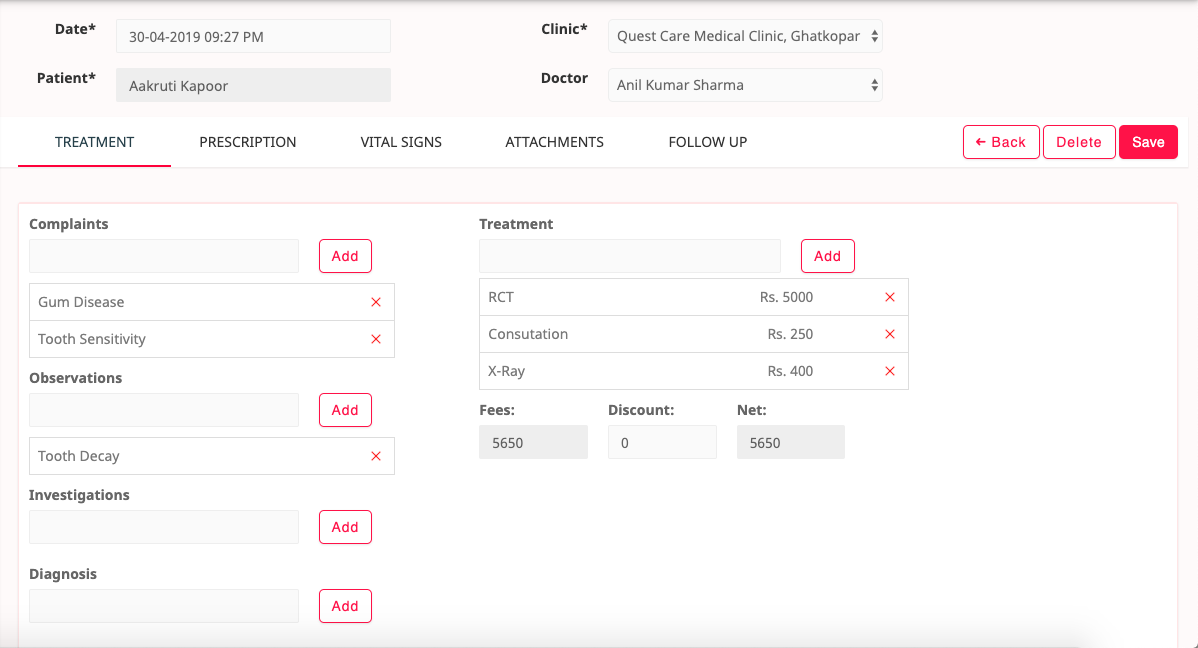 Date* 30-04-2019 09:27 PM Clinic* Quest Care Medical Clinic, Ghatkopar
Patient* Aakruti Kapoor Doctor Anil Kumar Sharma
TREATMENT PRESCRIPTION VITAL SIGNS ATTACHMENTS FOLLOW UP ← Back Delete Save
Complaints
Add
Gum Disease
Tooth Sensitivity
Observations
Add
Tooth Decay
Investigations
Add
Diagnosis
Add
Treatment
Add
RCT Rs. 5000
Consutation Rs. 250
X-Ray Rs. 400
Fees: Discount: Net:
5650 0 5650